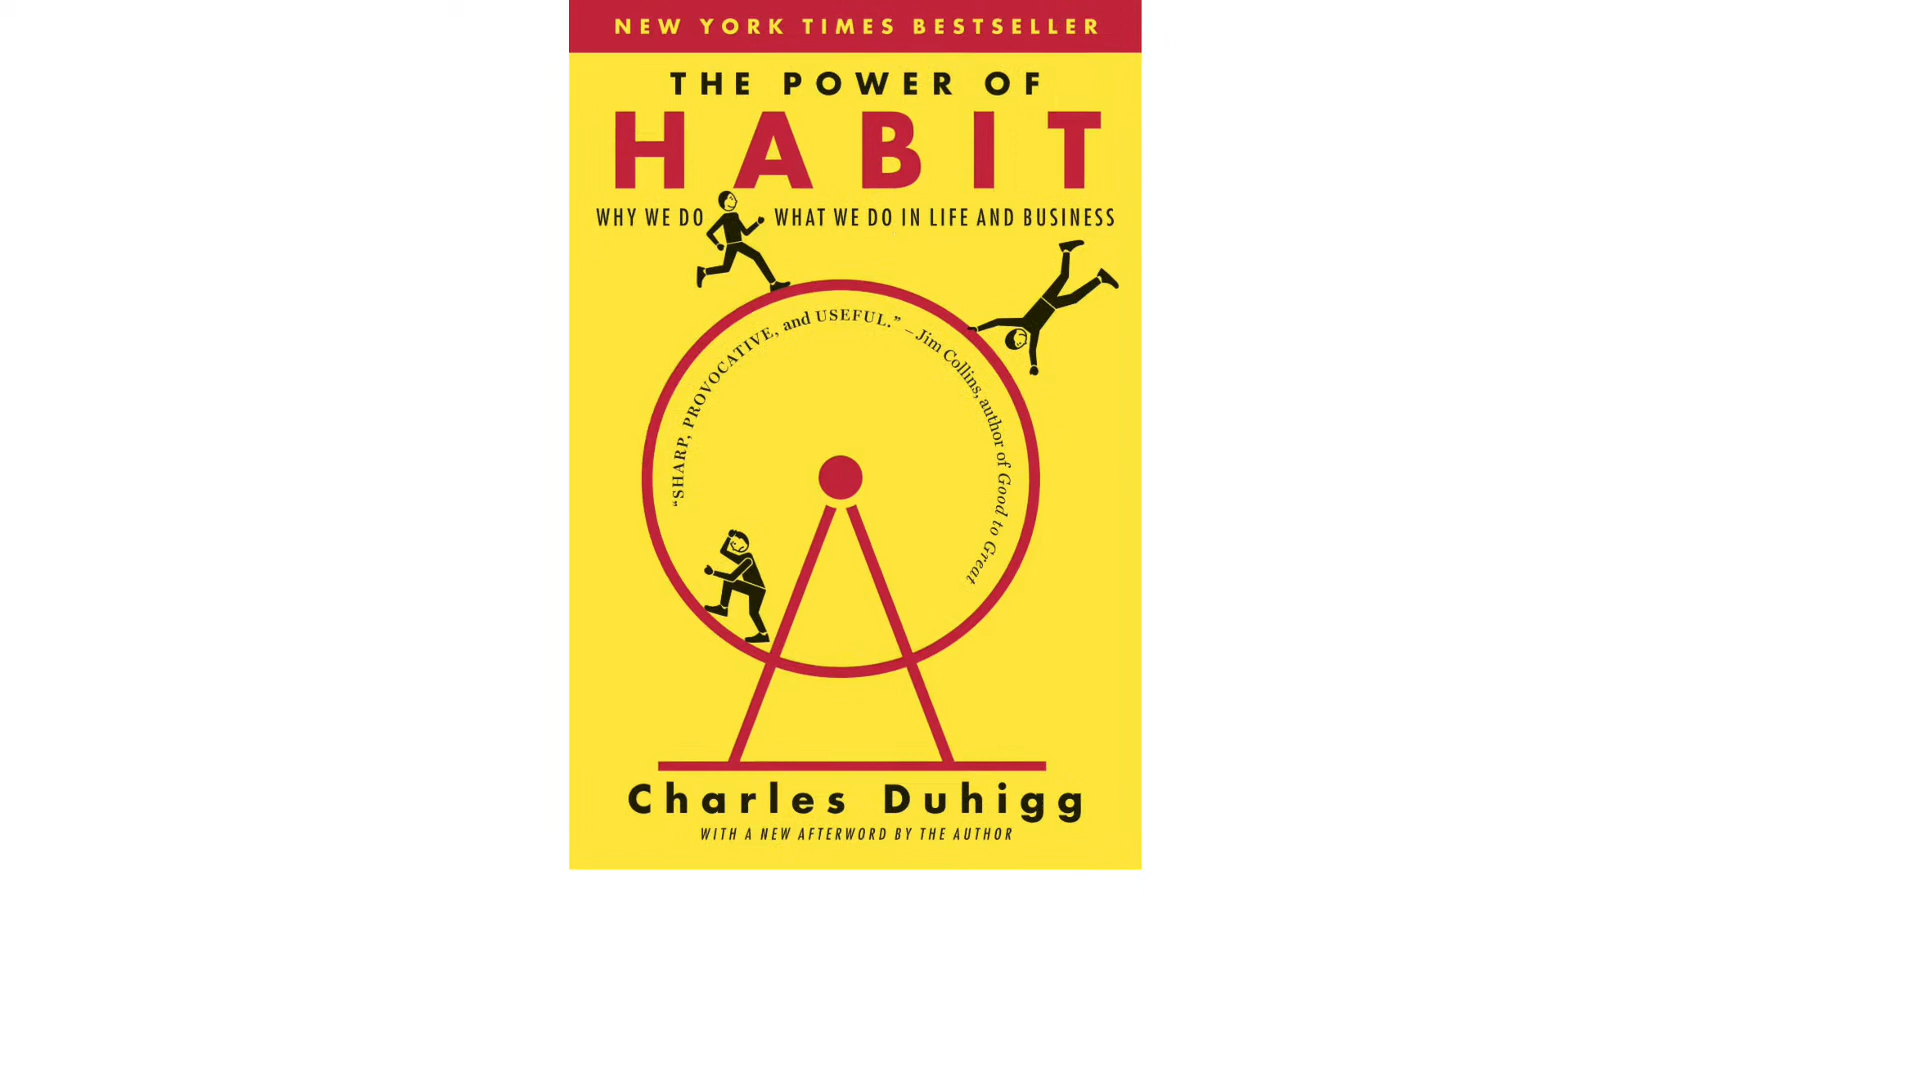 NEW YORK TIMES BESTSELLER
THE POWER OF
HABIT
WHY WE DO WHAT WE DO IN LIFE AND BUSINESS
“SHARP, PROVOCATIVE, and USEFUL.” –Jim Collins, author of Good to Great
Charles Duhigg
WITH A NEW AFTERWORD BY THE AUTHOR